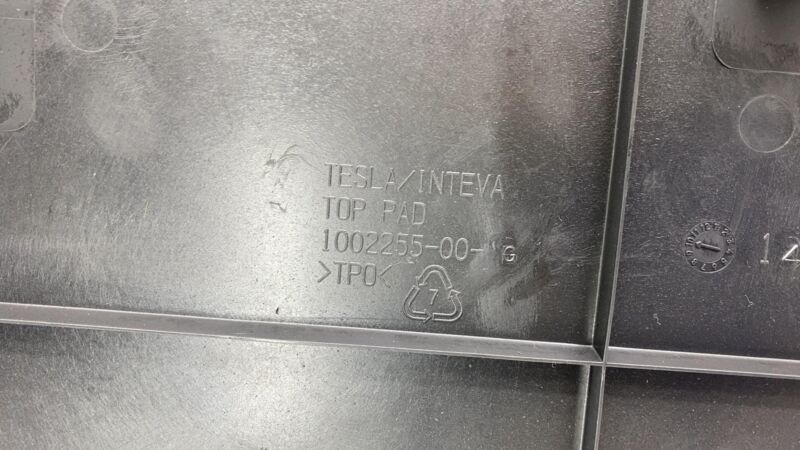 TESLA/INTEVA
TOP PAD
1002255-00-G
>TPO<
7
14